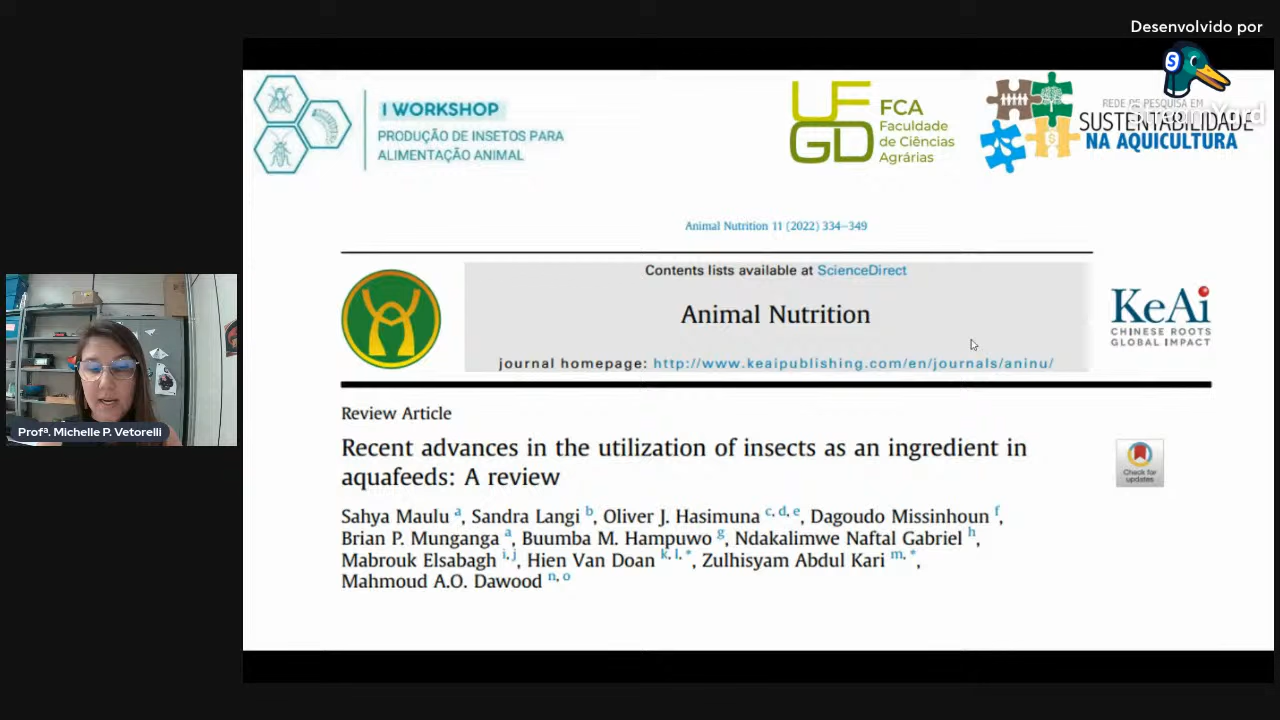 Desenvolvido por
StreamYard
I WORKSHOP
PRODUÇÃO DE INSETOS PARA
ALIMENTAÇÃO ANIMAL
UFGD
FCA
Faculdade
de Ciências
Agrárias
REDE DE PESQUISA EM
SUSTENTABILIDADE
NA AQUICULTURA
Animal Nutrition 11 (2022) 334–349
Contents lists available at ScienceDirect
Animal Nutrition
journal homepage: http://www.keaipublishing.com/en/journals/aninu/
KeAi
CHINESE ROOTS
GLOBAL IMPACT
Review Article
Recent advances in the utilization of insects as an ingredient in
aquafeeds: A review
Check for
updates
Sahya Maulu a, Sandra Langi b, Oliver J. Hasimuna c, d, e, Dagoudo Missinhoun f,
Brian P. Munganga a, Buumba M. Hampuwo g, Ndakalimwe Naftal Gabriel h,
Mabrouk Elsabagh i, j, Hien Van Doan k, l, *, Zulhisyam Abdul Kari m, *,
Mahmoud A.O. Dawood n, o
Profª. Michelle P. Vetorelli